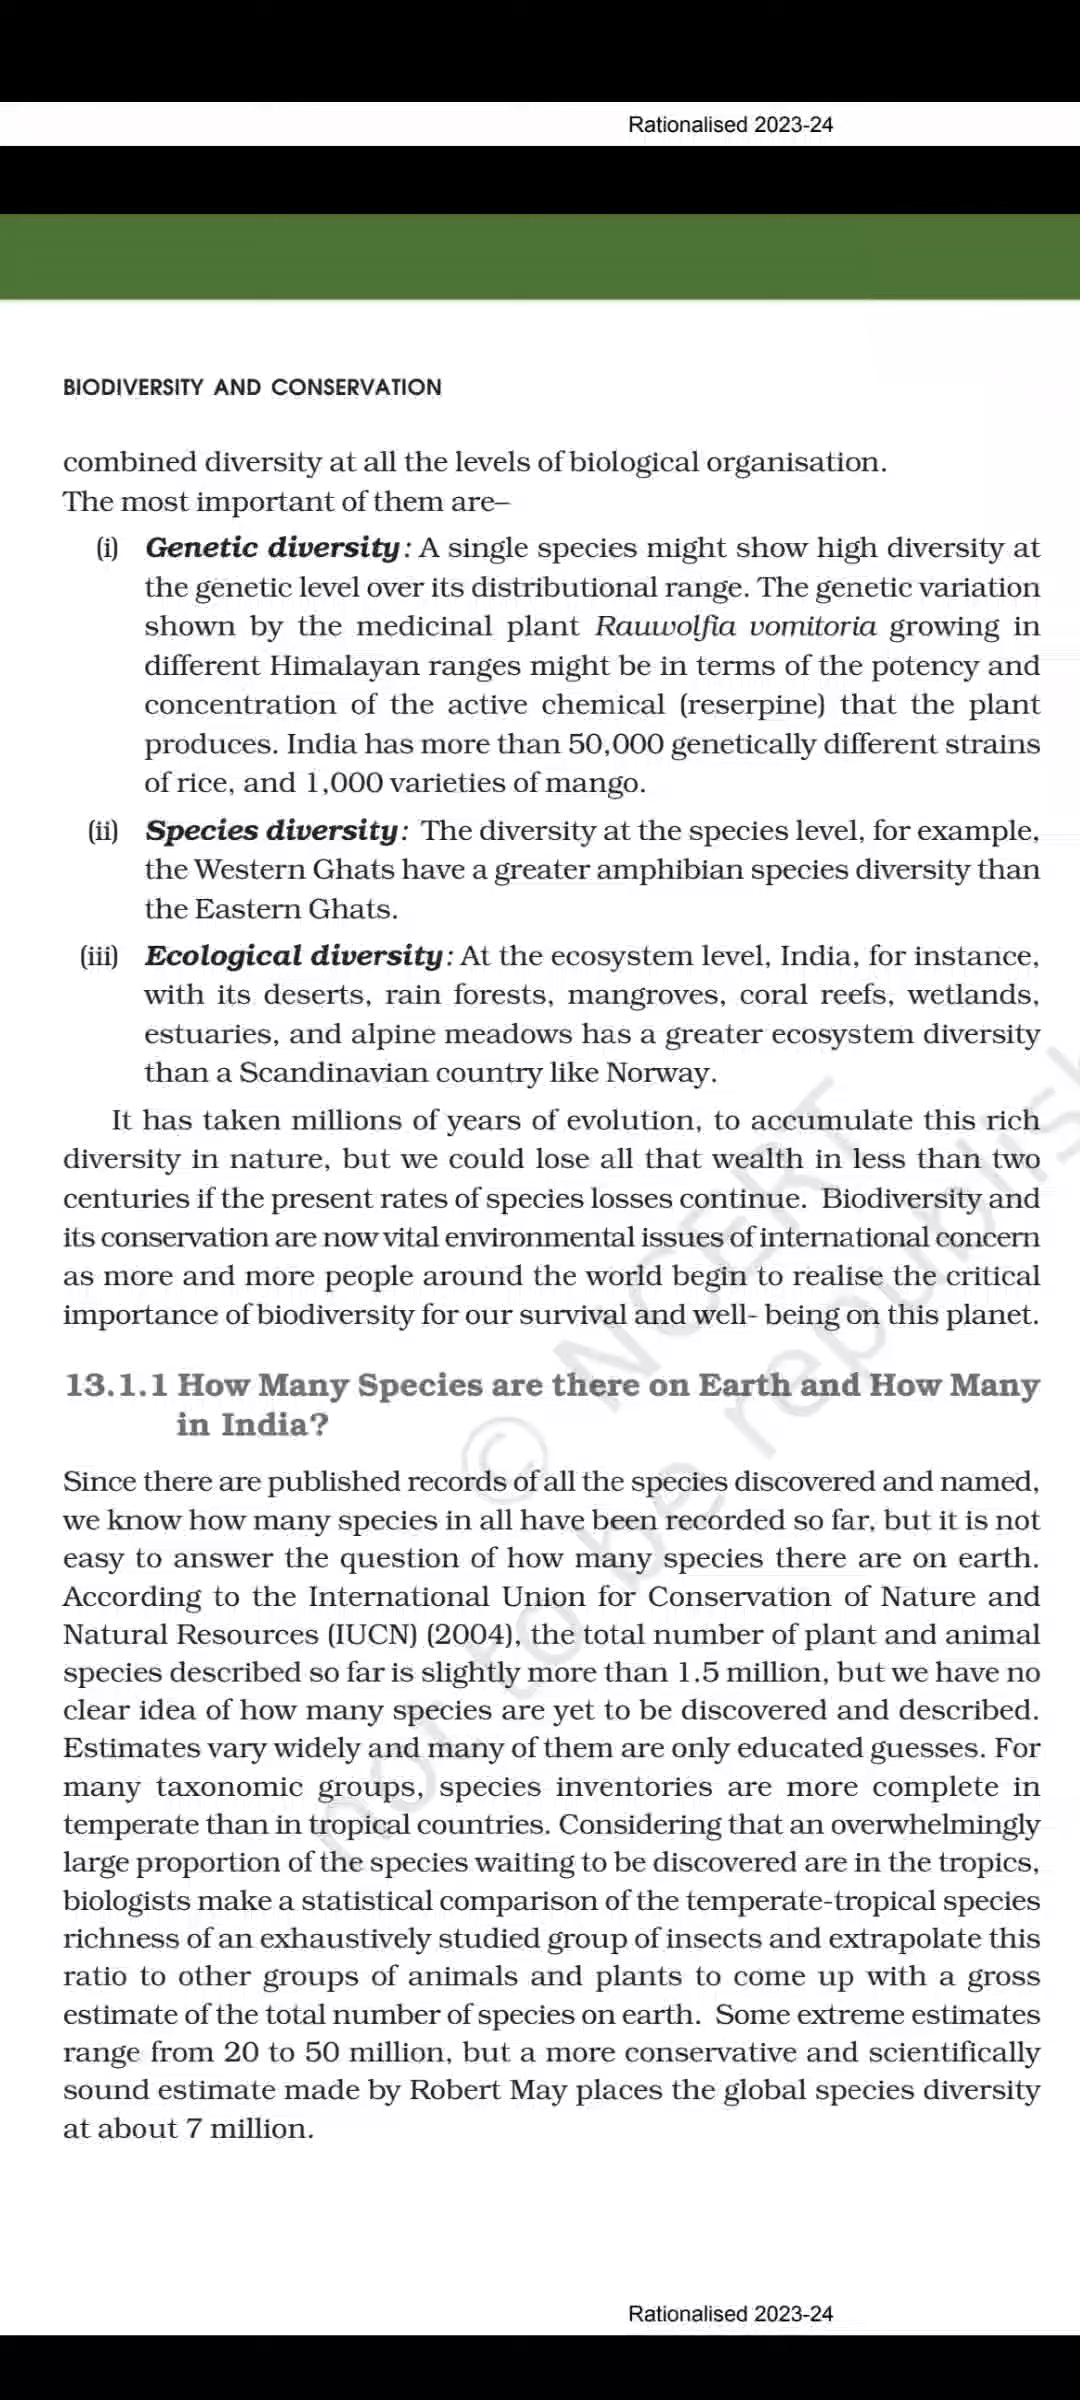 Rationalised 2023-24
BIODIVERSITY AND CONSERVATION
combined diversity at all the levels of biological organisation.
The most important of them are–
(i) Genetic diversity: A single species might show high diversity at
the genetic level over its distributional range. The genetic variation
shown by the medicinal plant Rauwolfia vomitoria growing in
different Himalayan ranges might be in terms of the potency and
concentration of the active chemical (reserpine) that the plant
produces. India has more than 50,000 genetically different strains
of rice, and 1,000 varieties of mango.
(ii) Species diversity: The diversity at the species level, for example,
the Western Ghats have a greater amphibian species diversity than
the Eastern Ghats.
(iii) Ecological diversity: At the ecosystem level, India, for instance,
with its deserts, rain forests, mangroves, coral reefs, wetlands,
estuaries, and alpine meadows has a greater ecosystem diversity
than a Scandinavian country like Norway.
It has taken millions of years of evolution, to accumulate this rich
diversity in nature, but we could lose all that wealth in less than two
centuries if the present rates of species losses continue. Biodiversity and
its conservation are now vital environmental issues of international concern
as more and more people around the world begin to realise the critical
importance of biodiversity for our survival and well- being on this planet.
13.1.1 How Many Species are there on Earth and How Many
in India?
Since there are published records of all the species discovered and named,
we know how many species in all have been recorded so far, but it is not
easy to answer the question of how many species there are on earth.
According to the International Union for Conservation of Nature and
Natural Resources (IUCN) (2004), the total number of plant and animal
species described so far is slightly more than 1.5 million, but we have no
clear idea of how many species are yet to be discovered and described.
Estimates vary widely and many of them are only educated guesses. For
many taxonomic groups, species inventories are more complete in
temperate than in tropical countries. Considering that an overwhelmingly
large proportion of the species waiting to be discovered are in the tropics,
biologists make a statistical comparison of the temperate-tropical species
richness of an exhaustively studied group of insects and extrapolate this
ratio to other groups of animals and plants to come up with a gross
estimate of the total number of species on earth. Some extreme estimates
range from 20 to 50 million, but a more conservative and scientifically
sound estimate made by Robert May places the global species diversity
at about 7 million.
© NCERT
not to be republish
Rationalised 2023-24